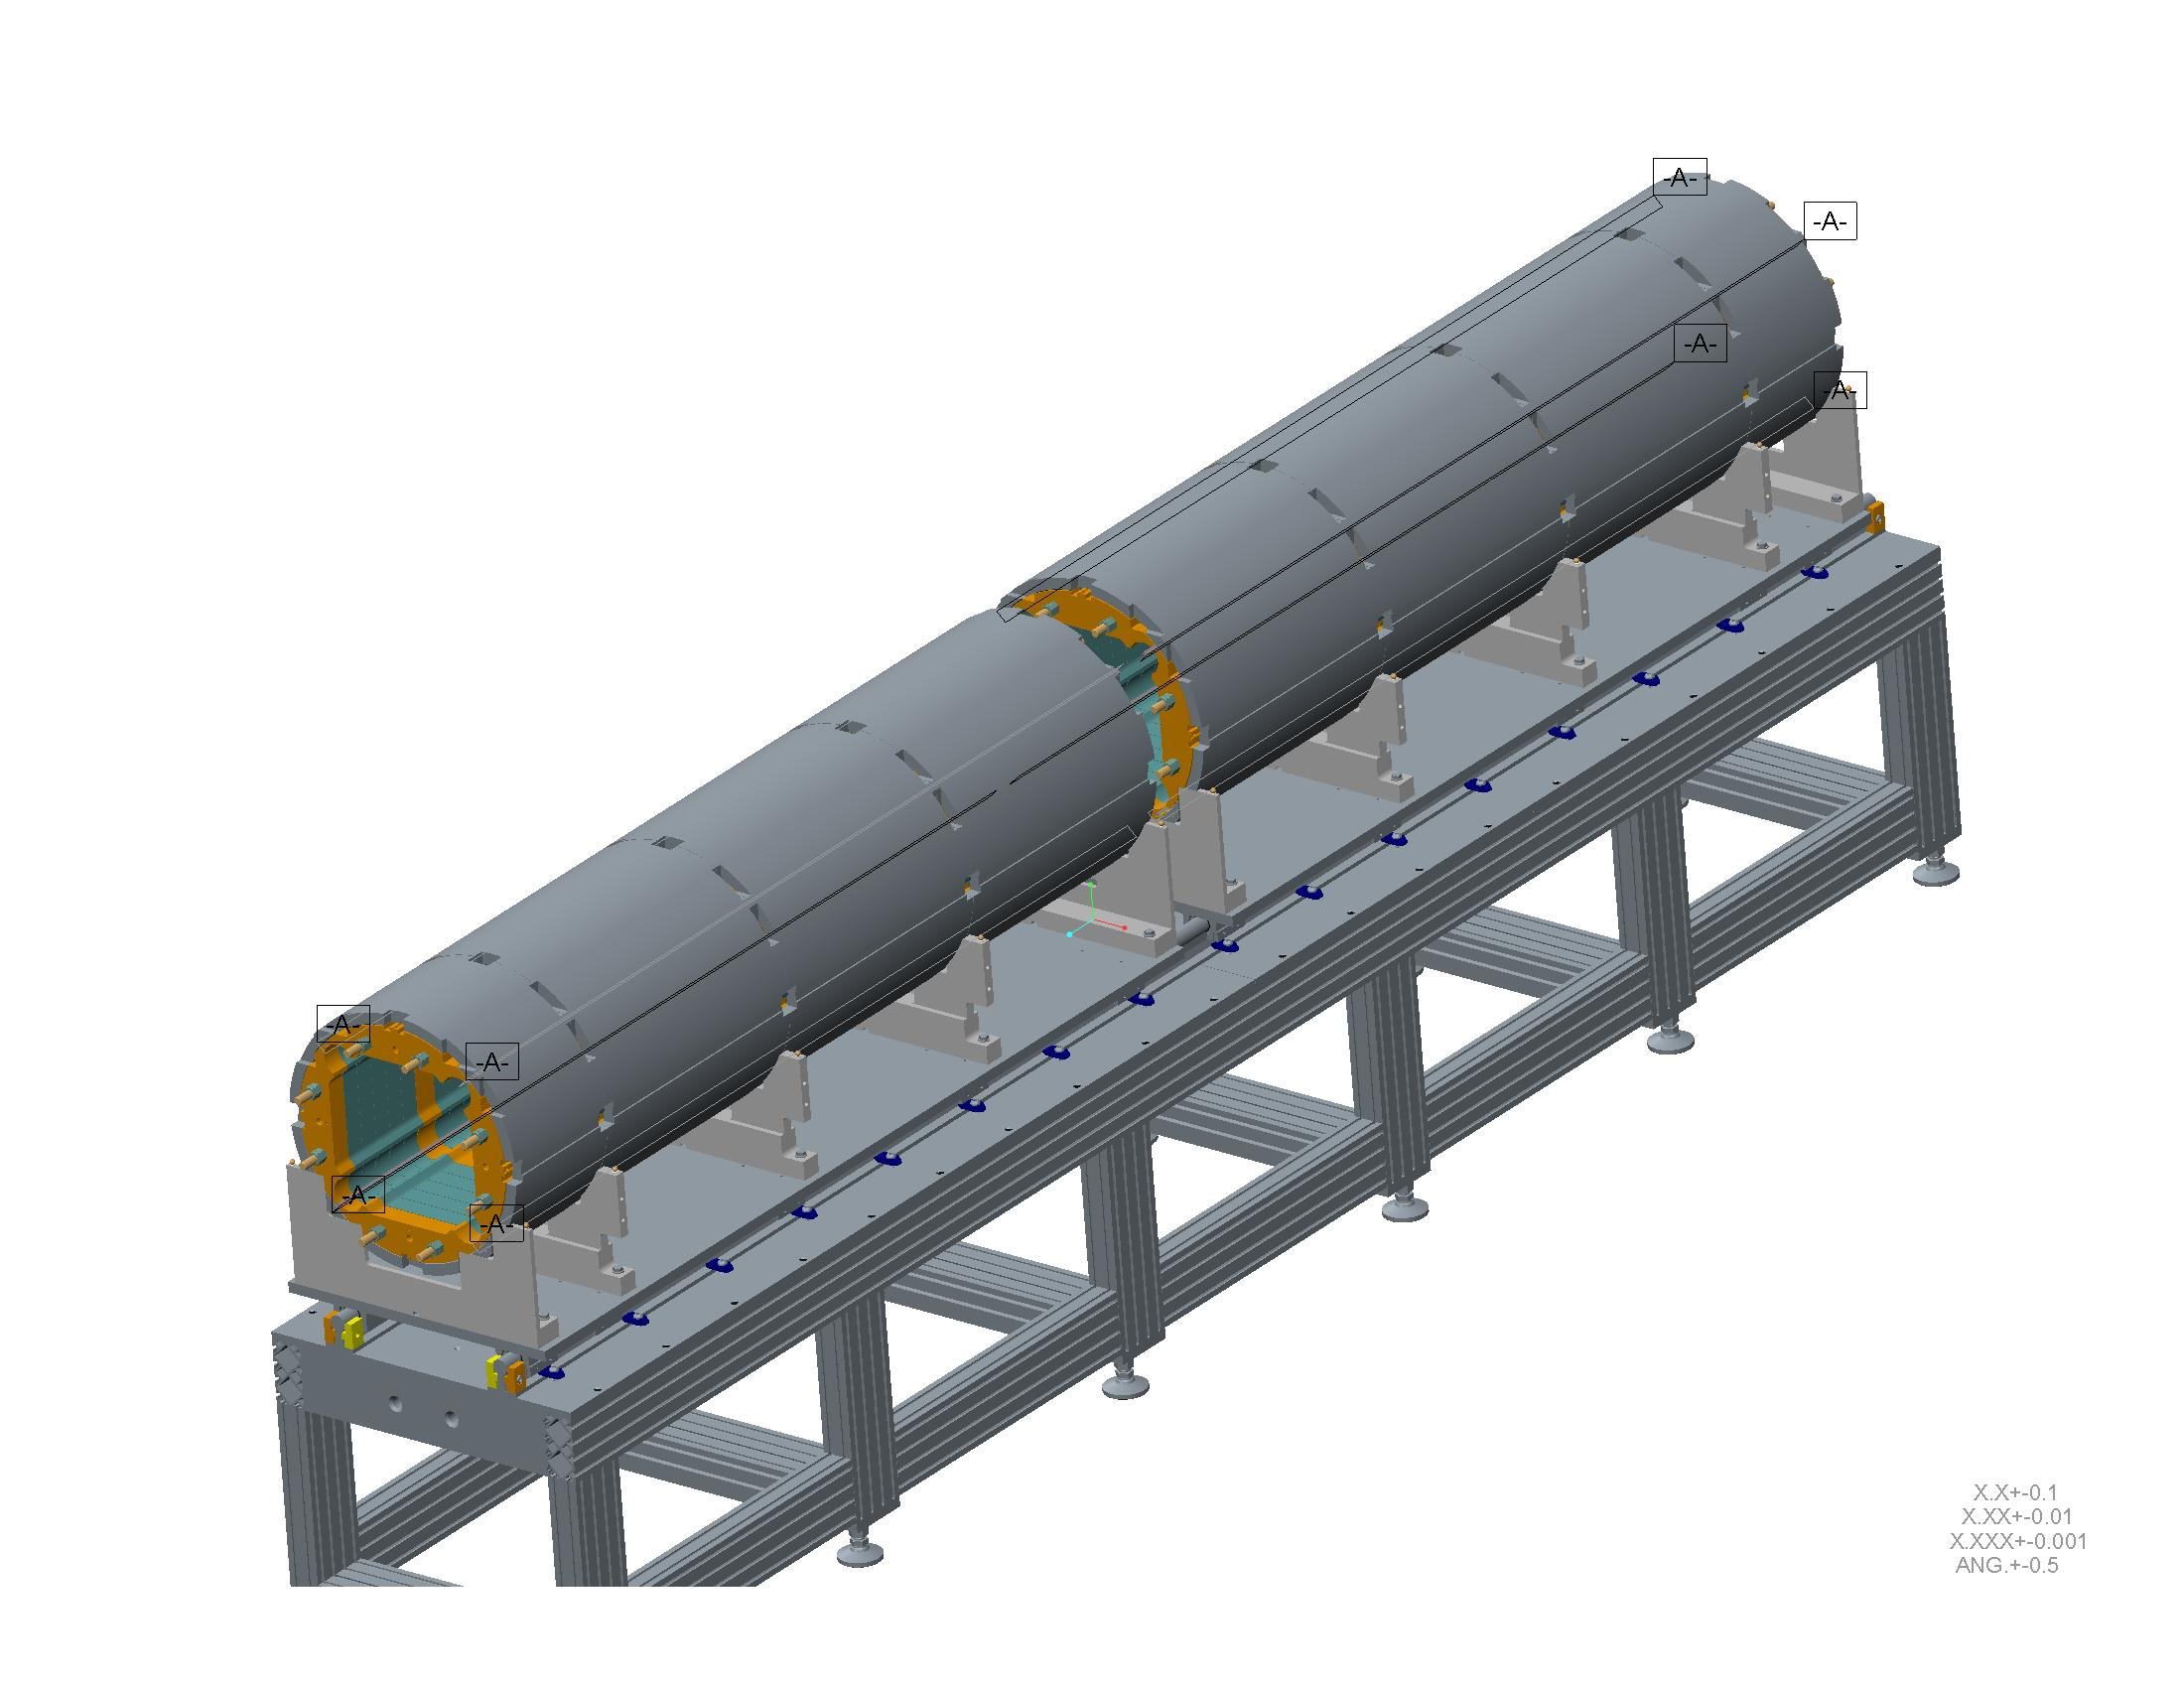 -A-
-A-
-A-
-A-
-A-
-A-
-A-
-A-
X.X+-0.1
X.XX+-0.01
X.XXX+-0.001
ANG.+-0.5